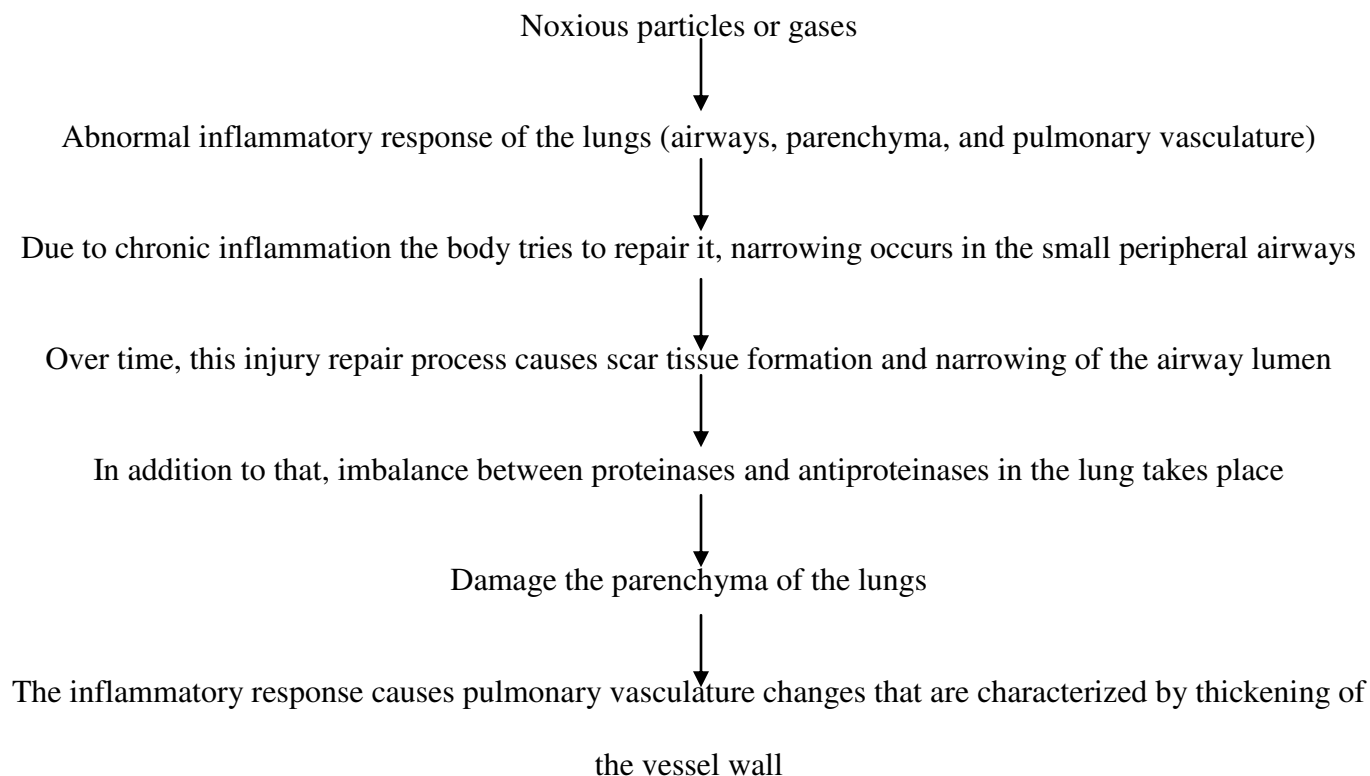 Noxious particles or gases
Abnormal inflammatory response of the lungs (airways, parenchyma, and pulmonary vasculature)
Due to chronic inflammation the body tries to repair it, narrowing occurs in the small peripheral airways
Over time, this injury repair process causes scar tissue formation and narrowing of the airway lumen
In addition to that, imbalance between proteinases and antiproteinases in the lung takes place
Damage the parenchyma of the lungs
The inflammatory response causes pulmonary vasculature changes that are characterized by thickening of
the vessel wall